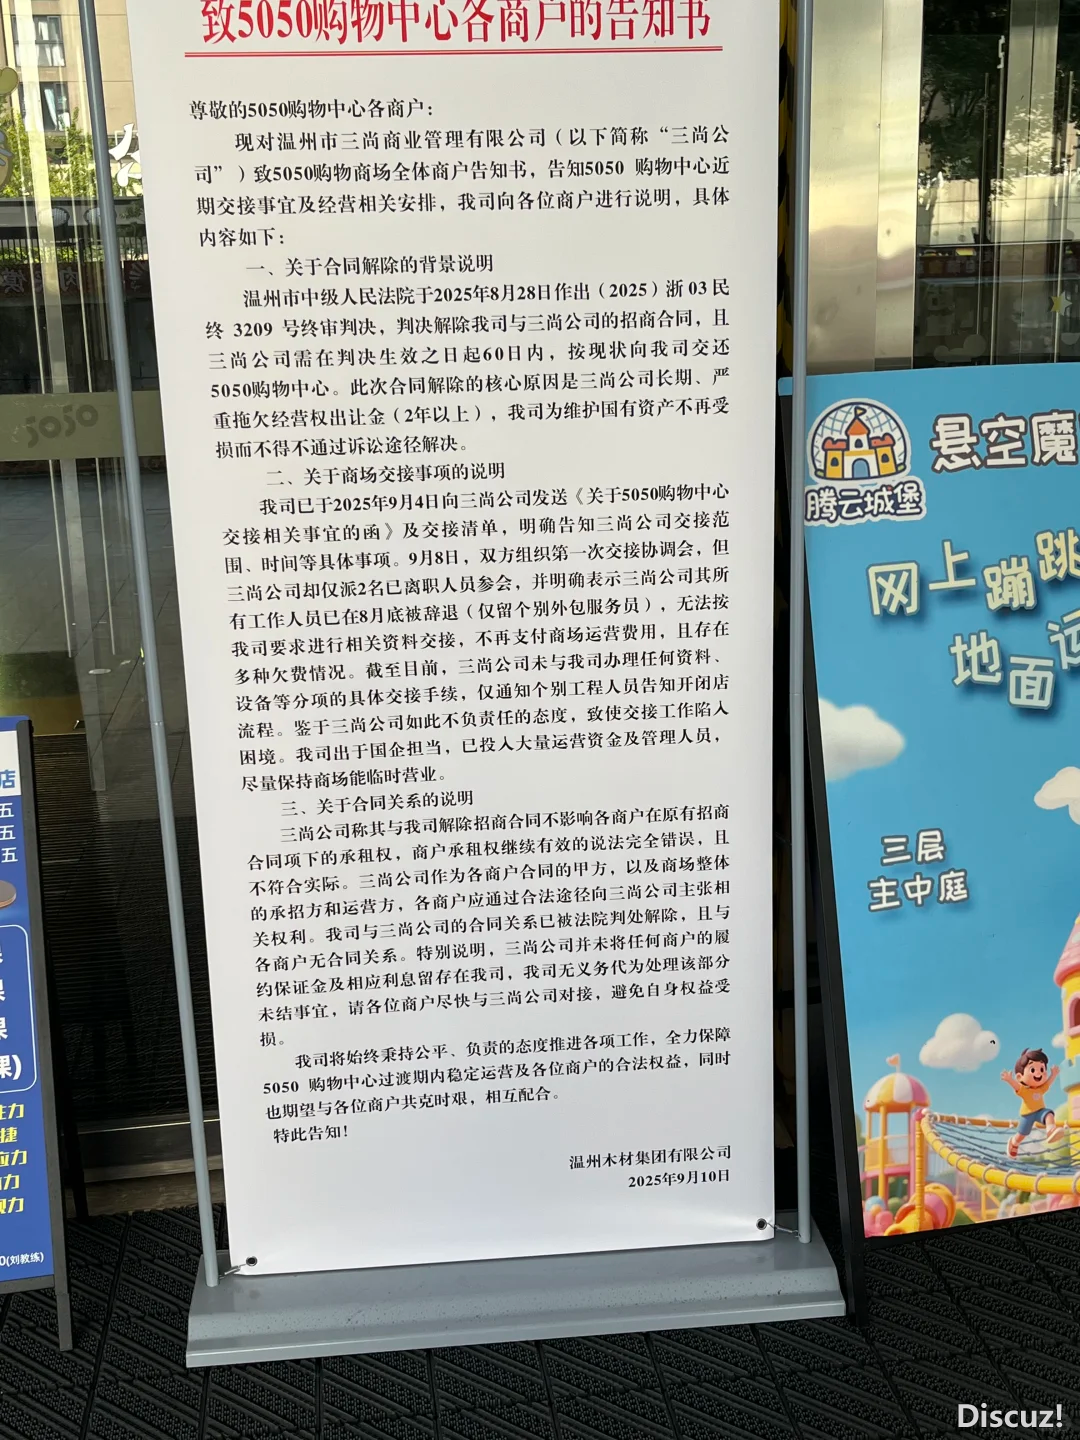 致5050购物中心各商户的告知书
尊敬的5050购物中心各商户：
现对温州市三尚商业管理有限公司（以下简称“三尚公
司”）致5050购物商场全体商户告知书，告知5050 购物中心近
期交接事宜及经营相关安排，我司向各位商户进行说明，具体
内容如下：
一、关于合同解除的背景说明
温州市中级人民法院于2025年8月28日作出（2025）浙 03 民
终 3209 号终审判决，判决解除我司与三尚公司的招商合同，且
三尚公司需在判决生效之日起60日内，按现状向我司交还
5050购物中心。此次合同解除的核心原因是三尚公司长期、严
重拖欠经营权出让金（2年以上），我司为维护国有资产不再受
损而不得不通过诉讼途径解决。
二、关于商场交接事项的说明
我司已于2025年9月4日向三尚公司发送《关于5050购物中心
交接相关事宜的函》及交接清单，明确告知三尚公司交接范
围、时间等具体事项。9月8日，双方组织第一次交接协调会，但
三尚公司却仅派2名已离职人员参会，并明确表示三尚公司其所
有工作人员已在8月底被辞退（仅留个别外包服务员），无法按
我司要求进行相关资料交接，不再支付商场运营费用，且存在
多种欠费情况。截至目前，三尚公司未与我司办理任何资料、
设备等分项的具体交接手续，仅通知个别工程人员告知开闭店
流程。鉴于三尚公司如此不负责任的态度，致使交接工作陷入
困境。我司出于国企担当，已投入大量运营资金及管理人员，
尽量保持商场能临时营业。
三、关于合同关系的说明
三尚公司称其与我司解除招商合同不影响各商户在原有招商
合同项下的承租权，商户承租权继续有效的说法完全错误，且
不符合实际。三尚公司作为各商户合同的甲方，以及商场整体
的承招方和运营方，各商户应通过合法途径向三尚公司主张相
关权利。我司与三尚公司的合同关系已被法院判处解除，且与
各商户无合同关系。特别说明，三尚公司并未将任何商户的履
约保证金及相应利息留存在我司，我司无义务代为处理该部分
未结事宜，请各位商户尽快与三尚公司对接，避免自身权益受
损。
我司将始终秉持公平、负责的态度推进各项工作，全力保障
5050 购物中心过渡期内稳定运营及各位商户的合法权益，同时
也期望与各位商户共克时艰，相互配合。
特此告知！
温州木材集团有限公司
2025年9月10日
5050
腾云城堡
悬空魔
网上蹦跳
地面运
三层
主中庭
店
五
五
五
课
课
课
课)
力
捷
应力
力
力
0(刘教练)
Discuz!